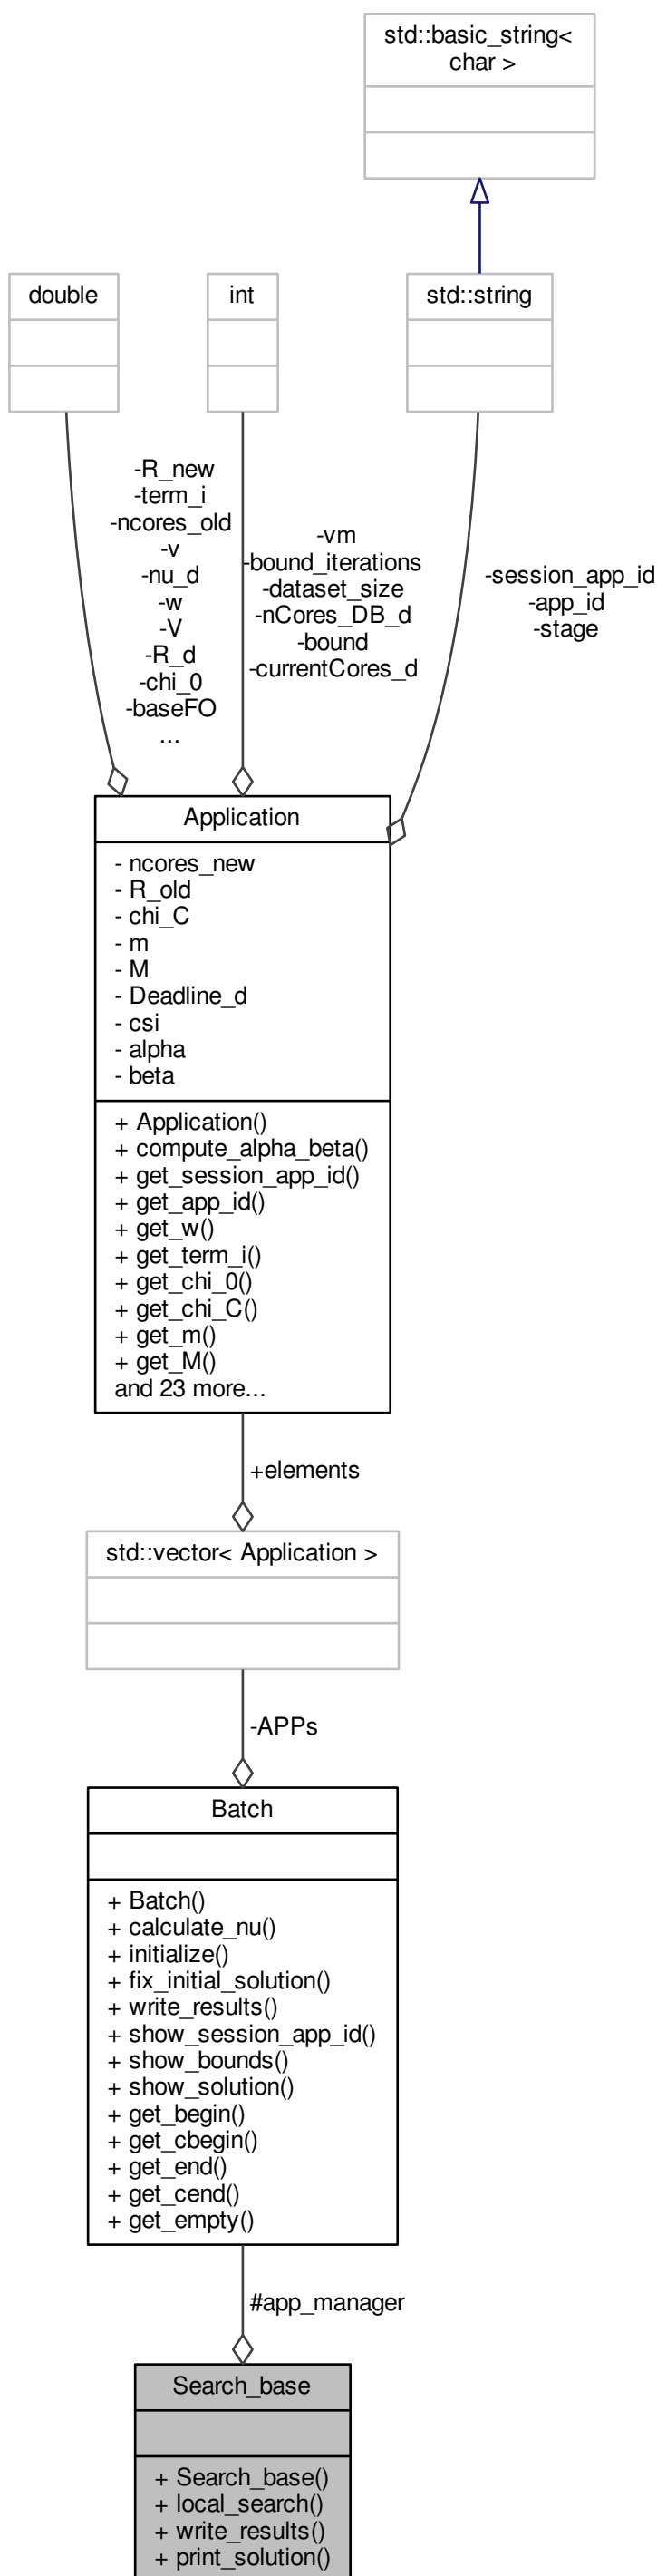 std::basic_string<
char >
double
int
std::string
-R_new
-term_i
-ncores_old
-v
-nu_d
-w
-V
-R_d
-chi_0
-baseFO
...
-vm
-bound_iterations
-dataset_size
-nCores_DB_d
-bound
-currentCores_d
-session_app_id
-app_id
-stage
Application
- ncores_new
- R_old
- chi_C
- m
- M
- Deadline_d
- csi
- alpha
- beta
+ Application()
+ compute_alpha_beta()
+ get_session_app_id()
+ get_app_id()
+ get_w()
+ get_term_i()
+ get_chi_0()
+ get_chi_C()
+ get_m()
+ get_M()
and 23 more...
+elements
std::vector< Application >
-APPs
Batch
+ Batch()
+ calculate_nu()
+ initialize()
+ fix_initial_solution()
+ write_results()
+ show_session_app_id()
+ show_bounds()
+ show_solution()
+ get_begin()
+ get_cbegin()
+ get_end()
+ get_cend()
+ get_empty()
#app_manager
Search_base
+ Search_base()
+ local_search()
+ write_results()
+ print_solution()